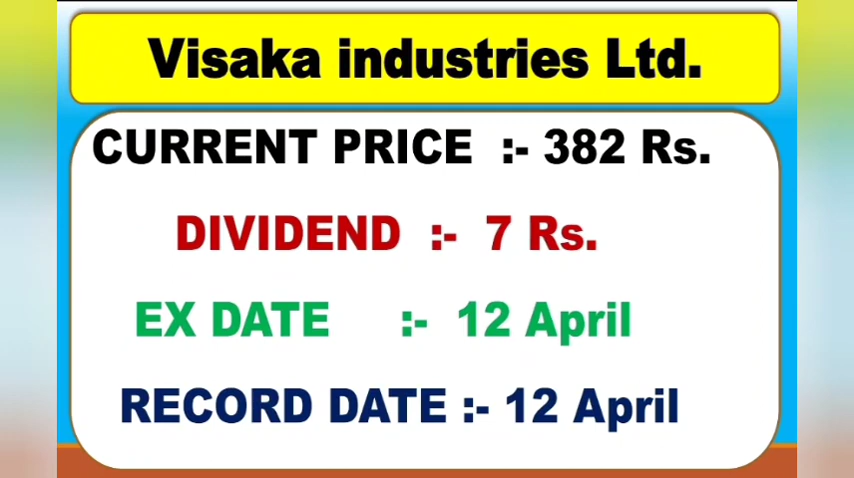 Visaka industries Ltd.
CURRENT PRICE :- 382 Rs.
DIVIDEND :- 7 Rs.
EX DATE :- 12 April
RECORD DATE :- 12 April